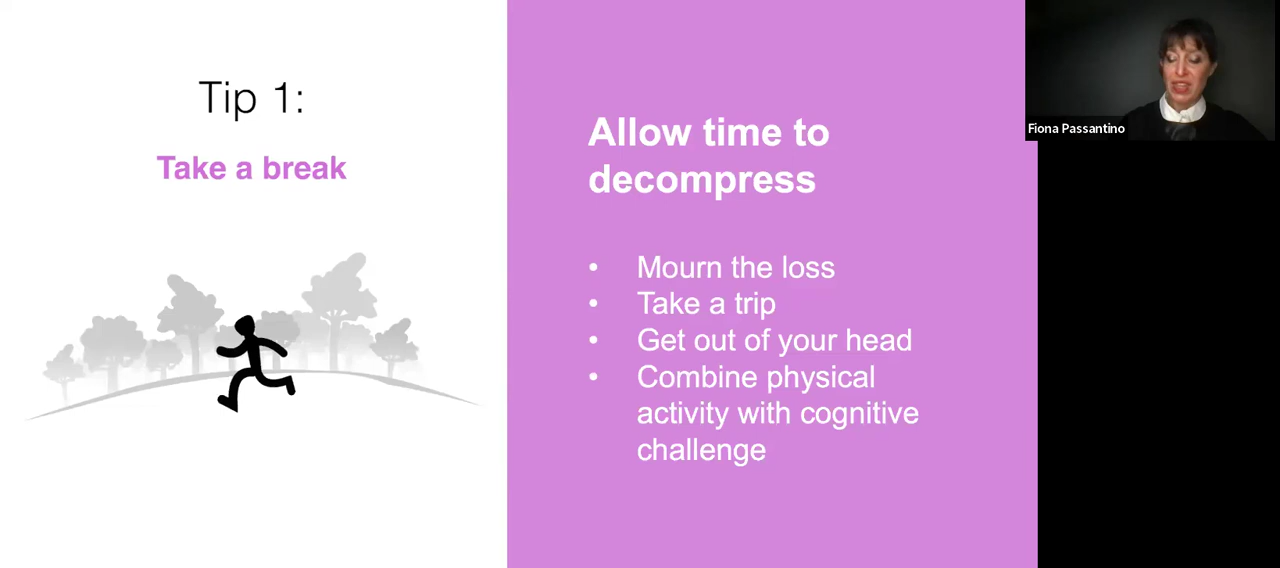 Tip 1:
Take a break
Allow time to
decompress
• Mourn the loss
• Take a trip
• Get out of your head
• Combine physical
activity with cognitive
challenge
Fiona Passantino